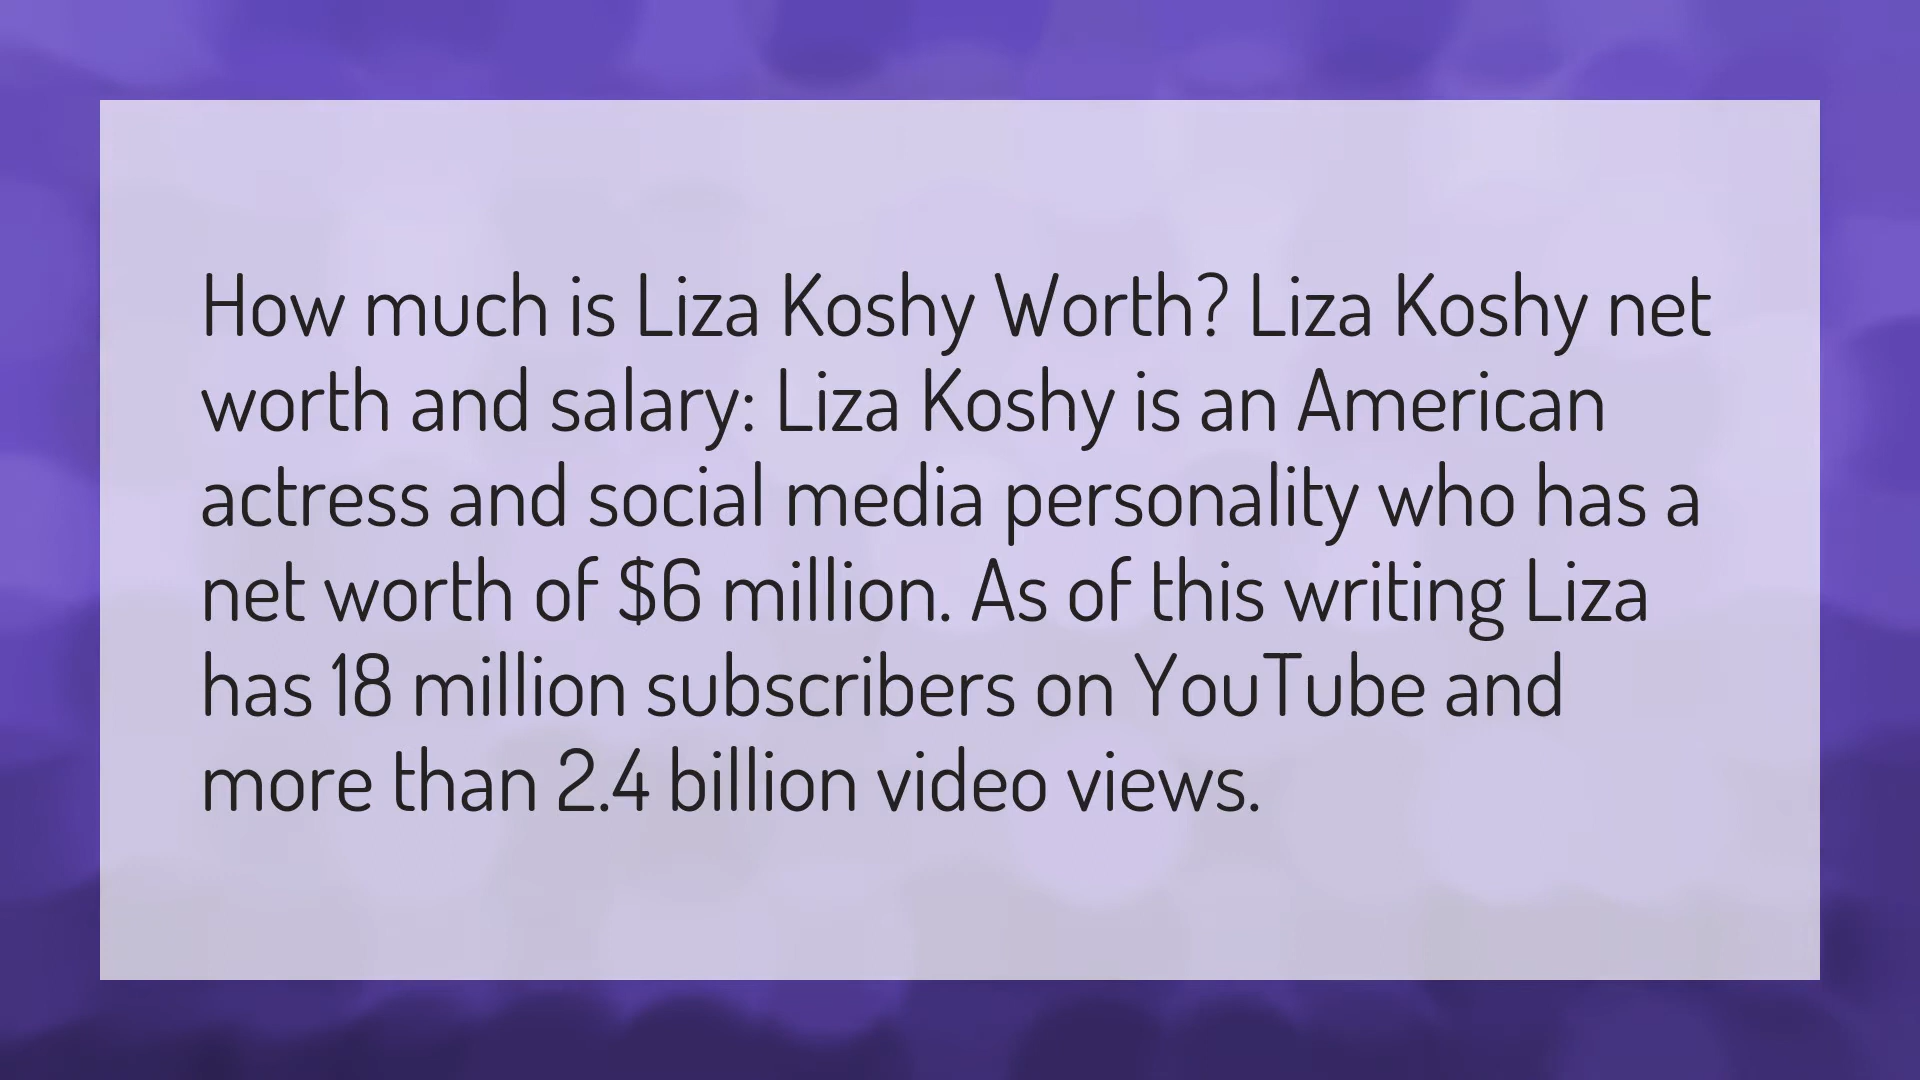 How much is Liza Koshy Worth? Liza Koshy net
worth and salary: Liza Koshy is an American
actress and social media personality who has a
net worth of $6 million. As of this writing Liza
has 18 million subscribers on YouTube and
more than 2.4 billion video views.